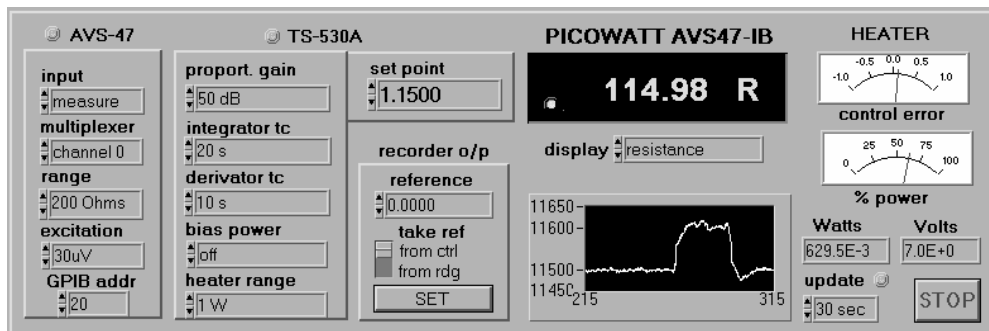 AVS-47
input
measure
multiplexer
channel 0
range
200 Ohms
excitation
30uV
GPIB addr
20
TS-530A
proport. gain
50 dB
integrator tc
20 s
derivator tc
10 s
bias power
off
heater range
1 W
set point
1.1500
recorder o/p
reference
0.0000
take ref
from ctrl
from rdg
SET
PICOWATT AVS47-IB
114.98 R
display resistance
11650
11600
11500
11450
215 315
HEATER
-1.0 -0.5 0.0 0.5 1.0
control error
0 25 50 75 100
% power
Watts Volts
629.5E-3 7.0E+0
update
30 sec
STOP